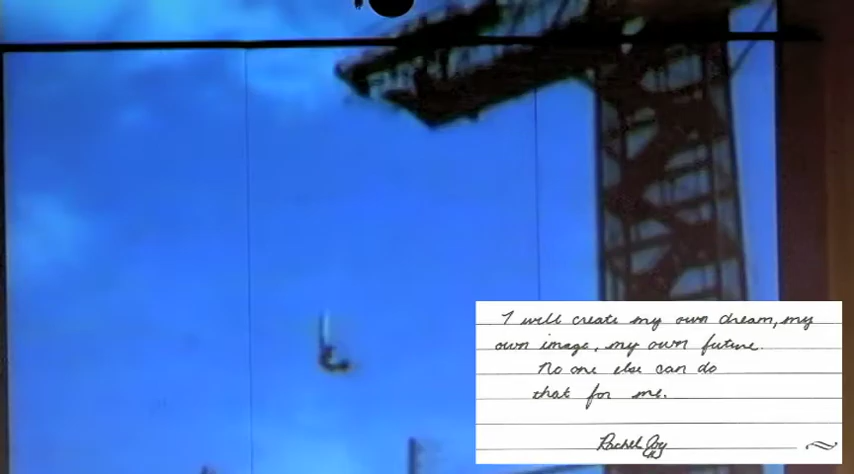 I will create my own dream, my
own image, my own future.
No one else can do
that for me.
Rachel Joy